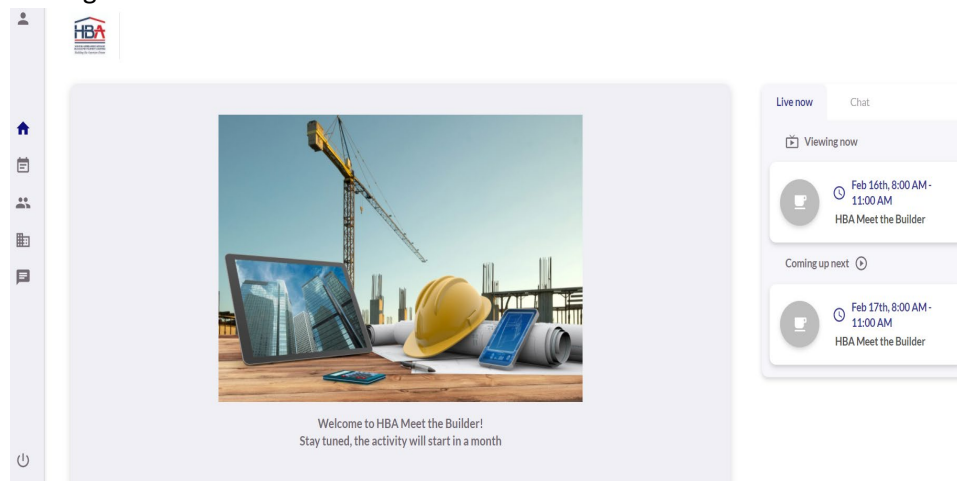 HBA
Live now
Chat
Viewing now
Feb 16th, 8:00 AM -
11:00 AM
HBA Meet the Builder
Coming up next
Feb 17th, 8:00 AM -
11:00 AM
HBA Meet the Builder
Welcome to HBA Meet the Builder!
Stay tuned, the activity will start in a month